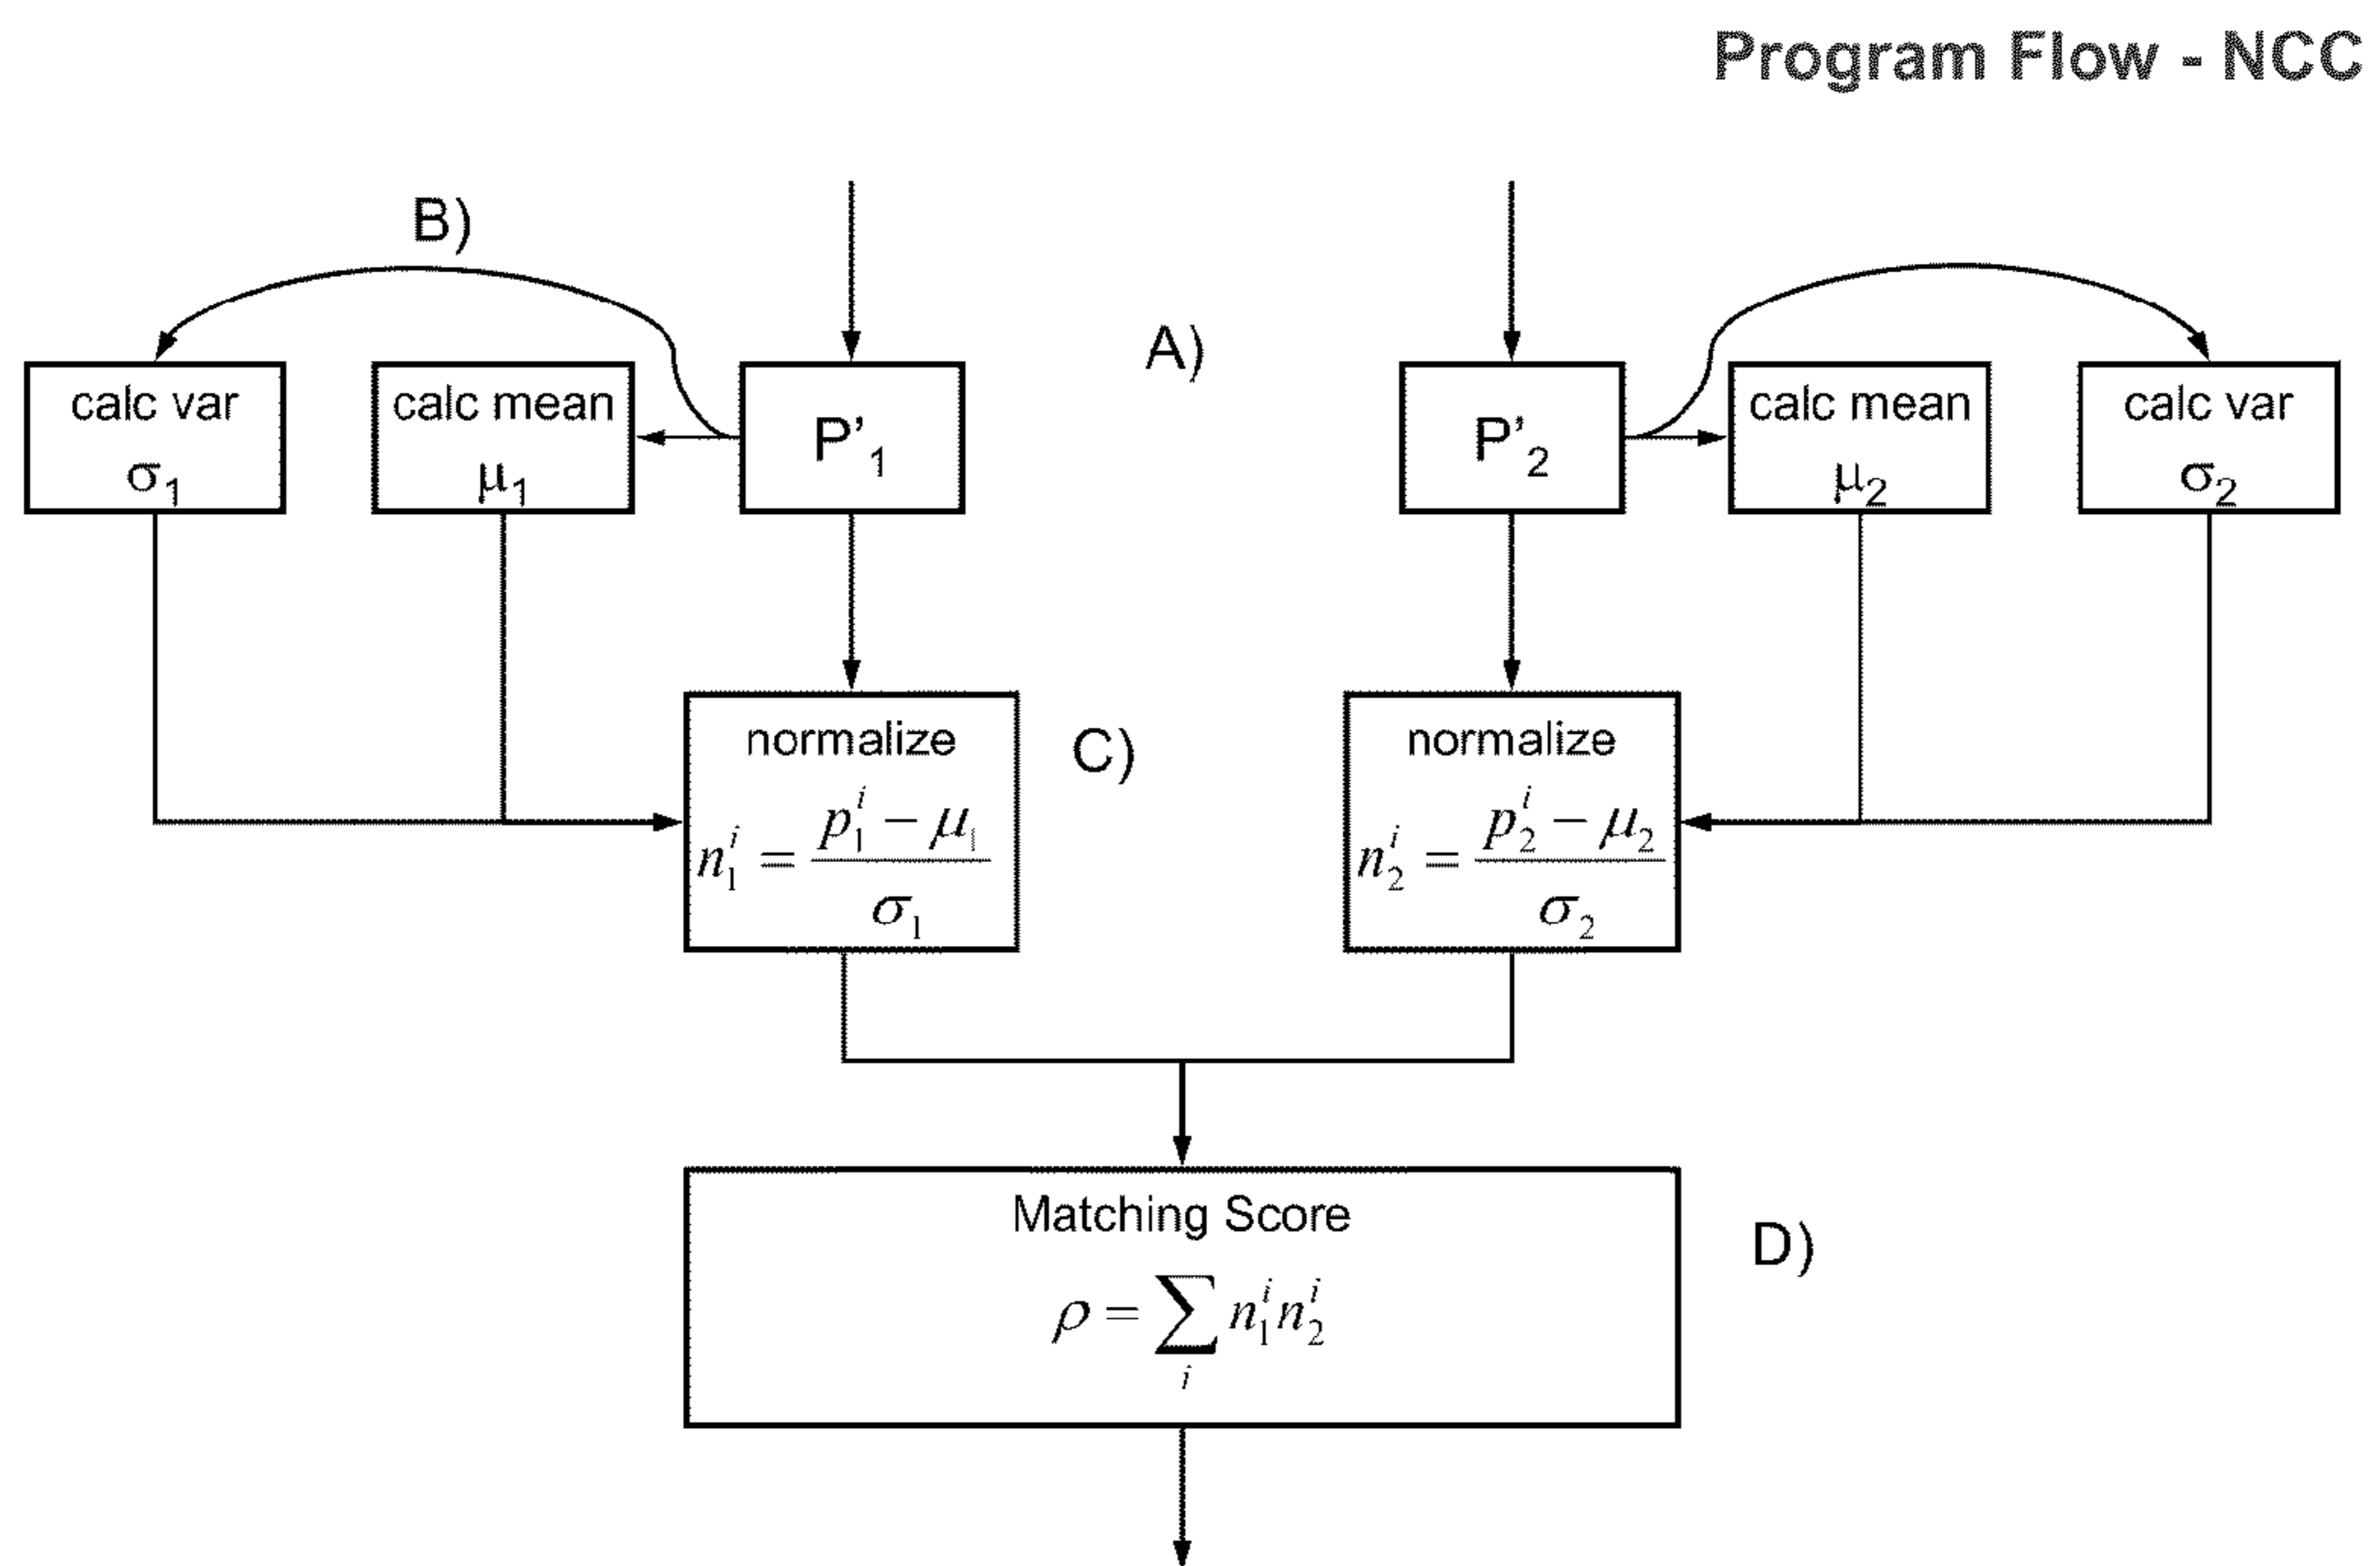 Program Flow - NCC
B)
A)
calc var
σ₁
calc mean
μ₁
P’₁
P’₂
calc mean
μ₂
calc var
σ₂
normalize
n₁ⁱ = (p₁ⁱ − μ₁) / σ₁
C)
normalize
n₂ⁱ = (p₂ⁱ − μ₂) / σ₂
Matching Score
ρ = ∑ᵢ n₁ⁱ n₂ⁱ
D)